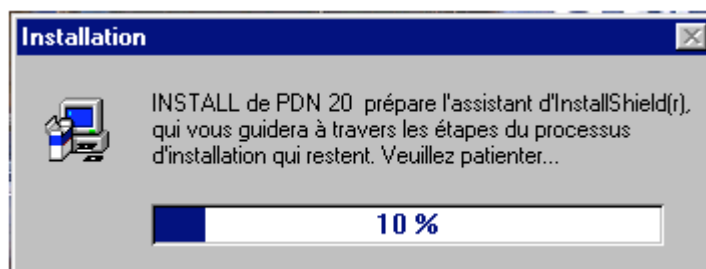 Installation
INSTALL de PDN 20  prépare l'assistant d'InstallShield(r),
qui vous guidera à travers les étapes du processus
d'installation qui restent. Veuillez patienter...
10 %